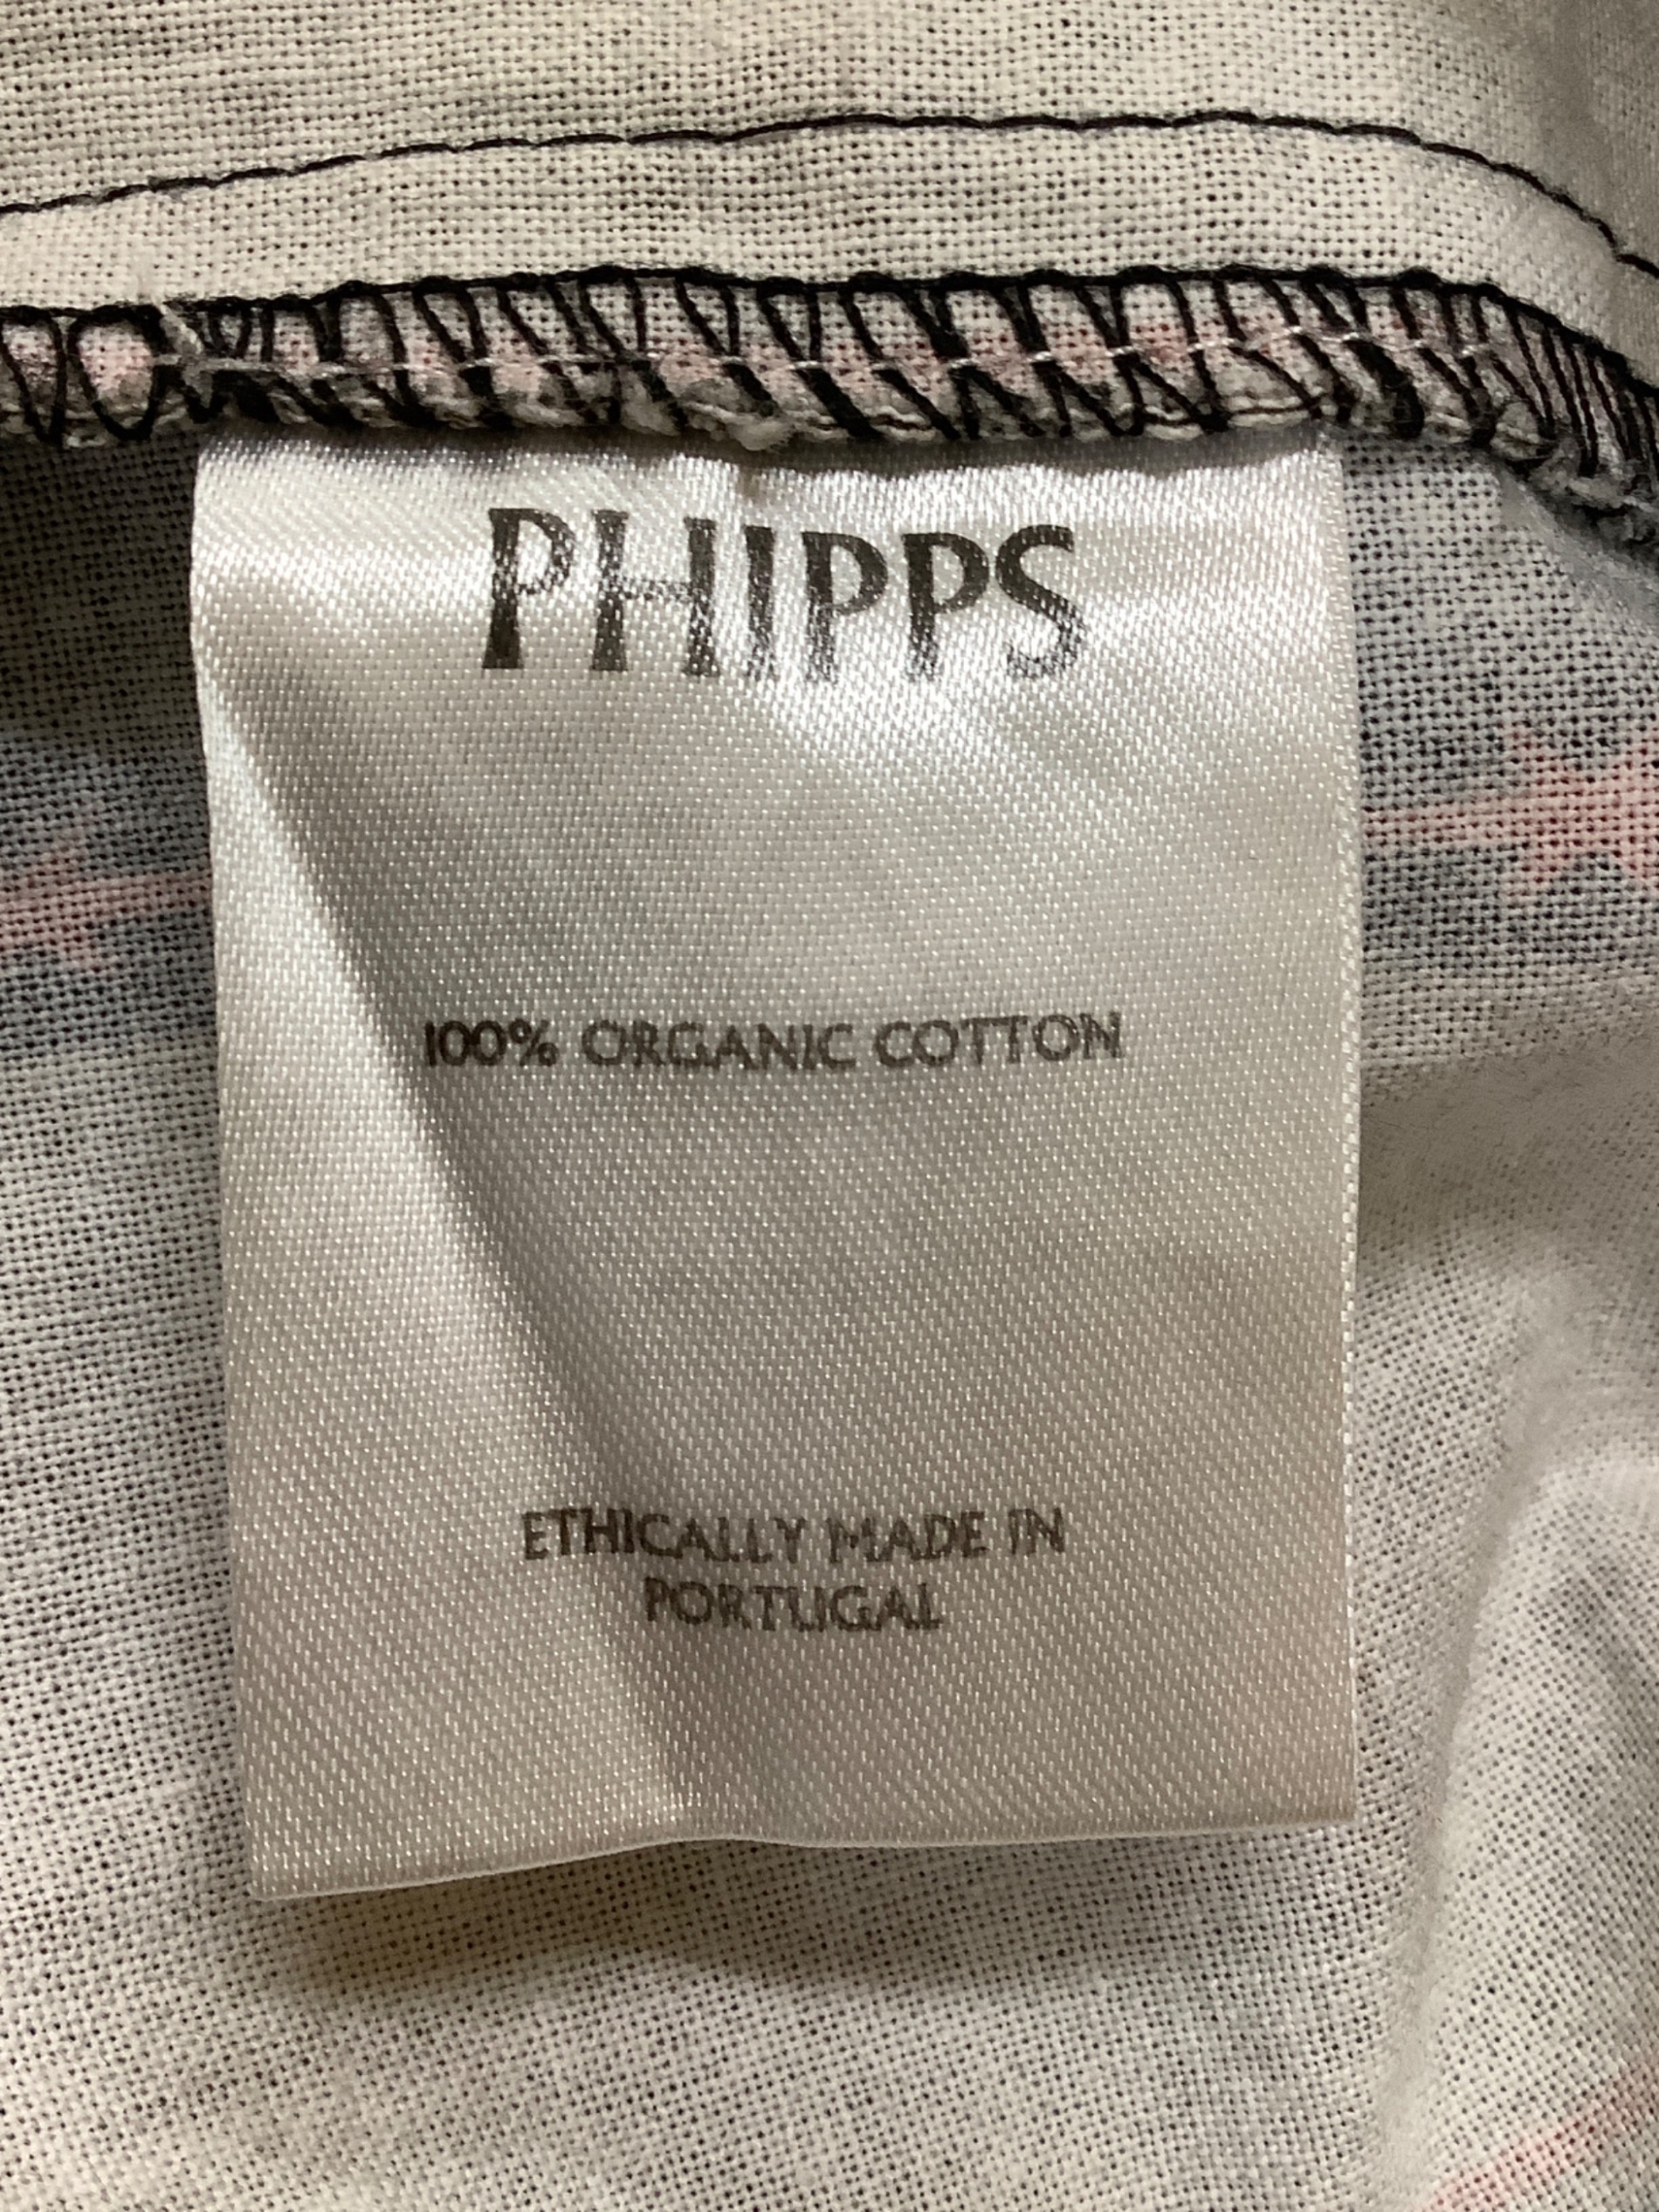 PHIPPS
100% ORGANIC COTTON
ETHICALLY MADE IN
PORTUGAL